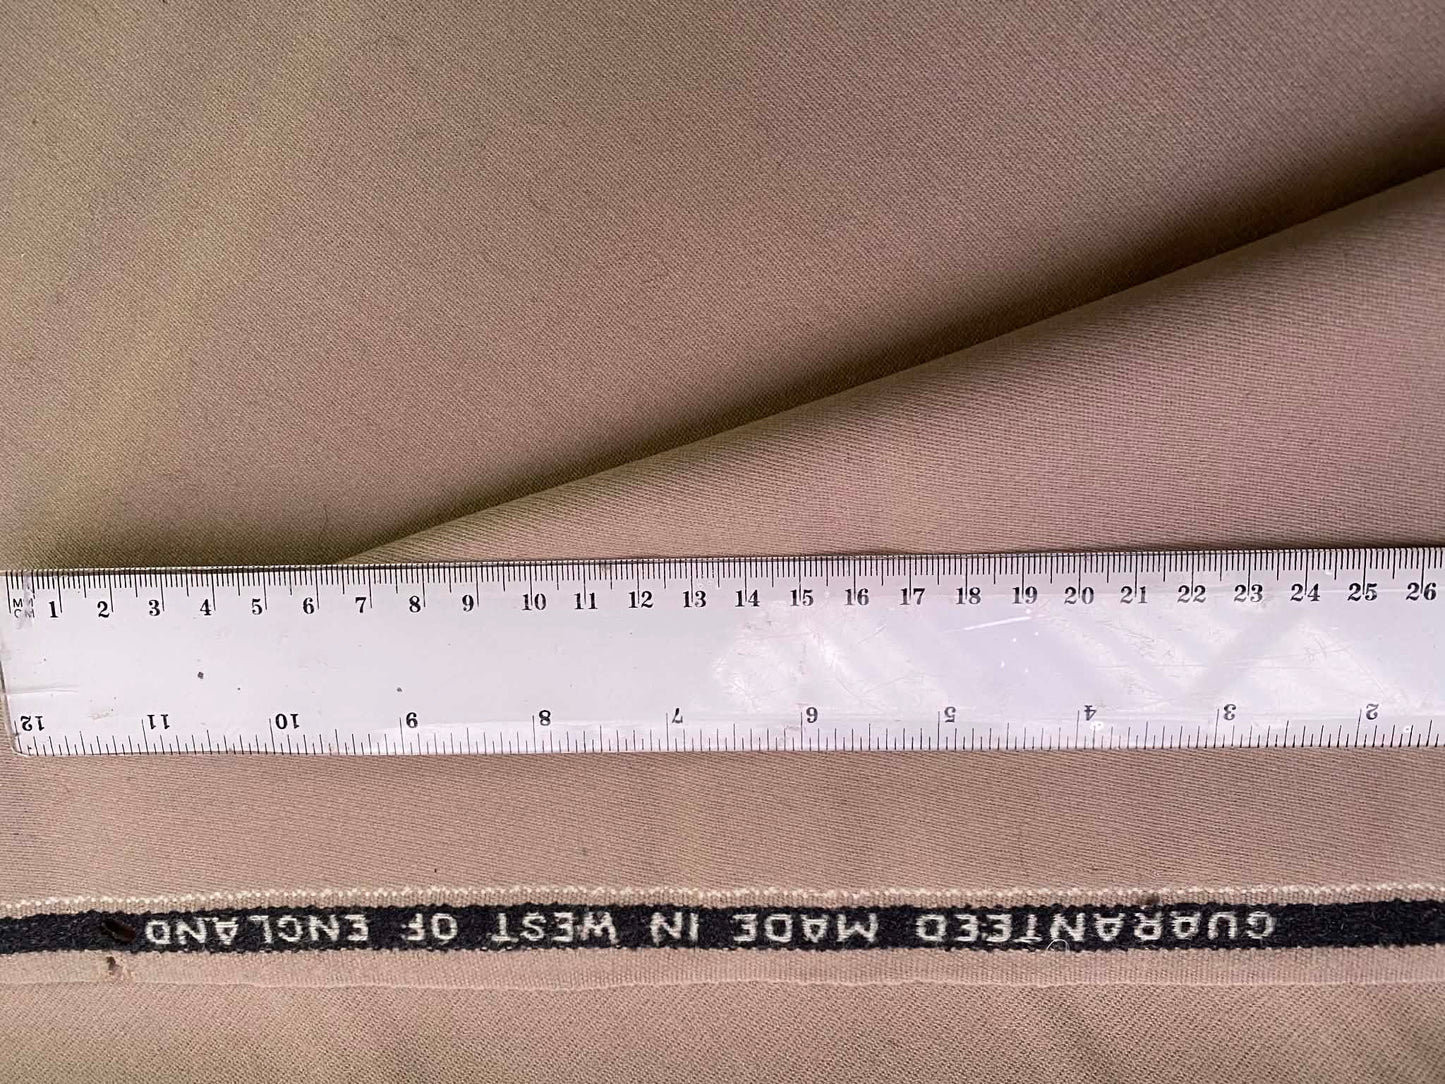 MM
CM
1 2 3 4 5 6 7 8 9 10 11 12 13 14 15 16 17 18 19 20 21 22 23 24 25 26
2 3 4 5 6 7 8 9 10 11 12
GUARANTEED MADE IN WEST OF ENGLAND